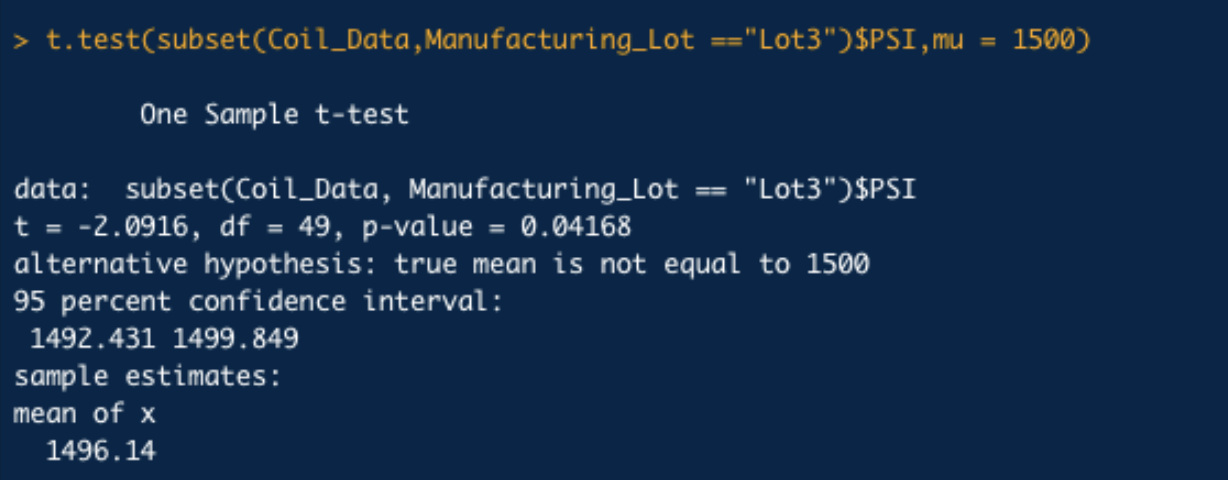 > t.test(subset(Coil_Data,Manufacturing_Lot =="Lot3")$PSI,mu = 1500)
One Sample t-test
data:  subset(Coil_Data, Manufacturing_Lot == "Lot3")$PSI
t = -2.0916, df = 49, p-value = 0.04168
alternative hypothesis: true mean is not equal to 1500
95 percent confidence interval:
1492.431 1499.849
sample estimates:
mean of x
1496.14